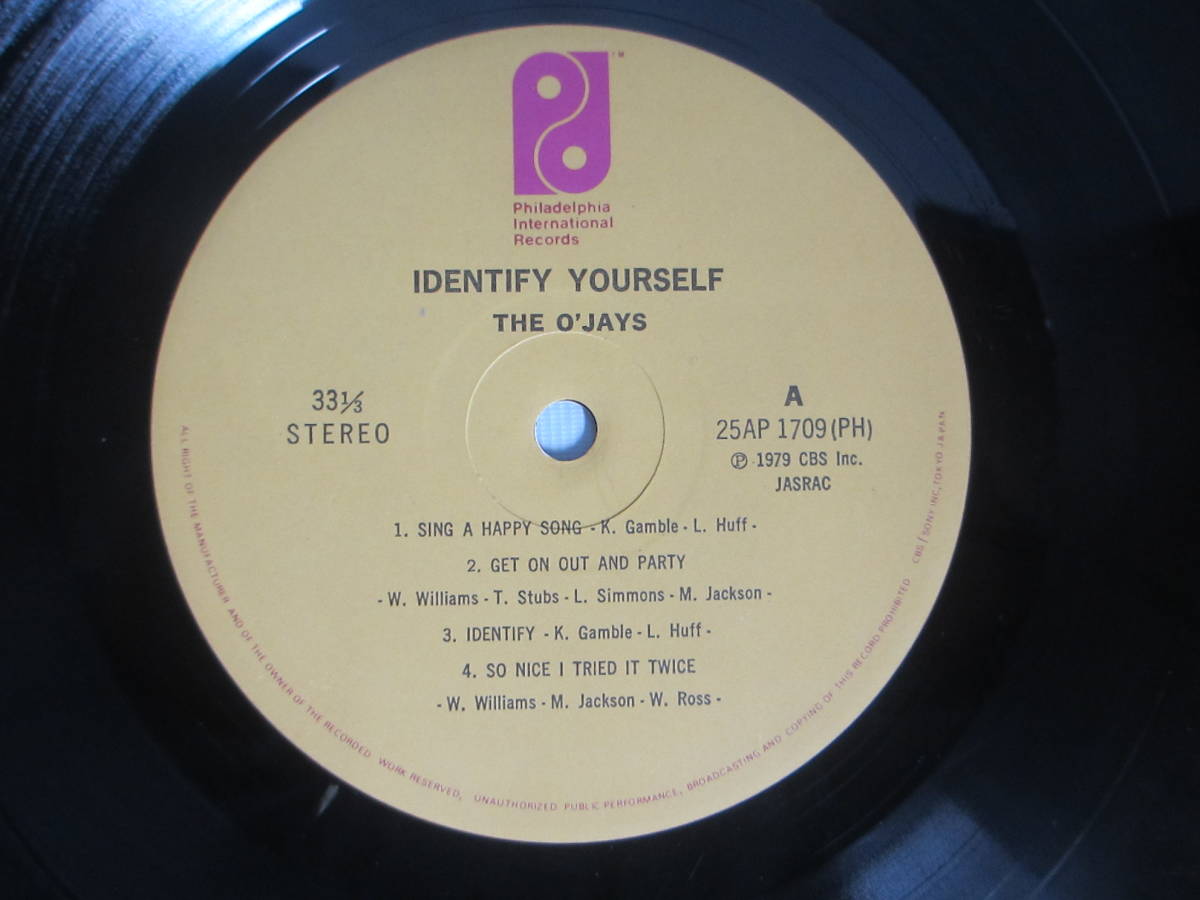 ™
Philadelphia
International
Records
IDENTIFY YOURSELF
THE O'JAYS
33⅓
STEREO
A
25AP 1709(PH)
Ⓟ 1979 CBS Inc.
JASRAC
1. SING A HAPPY SONG - K. Gamble - L. Huff -
2. GET ON OUT AND PARTY
- W. Williams - T. Stubs - L. Simmons - M. Jackson -
3. IDENTIFY - K. Gamble - L. Huff -
4. SO NICE I TRIED IT TWICE
- W. Williams - M. Jackson - W. Ross -
ALL RIGHT OF THE MANUFACTURER AND OF THE OWNER OF THE RECORDED WORK RESERVED, UNAUTHORIZED PUBLIC PERFORMANCE, BROADCASTING AND COPYING OF THIS RECORD PROHIBITED CBS/SONY INC, TOKYO JAPAN